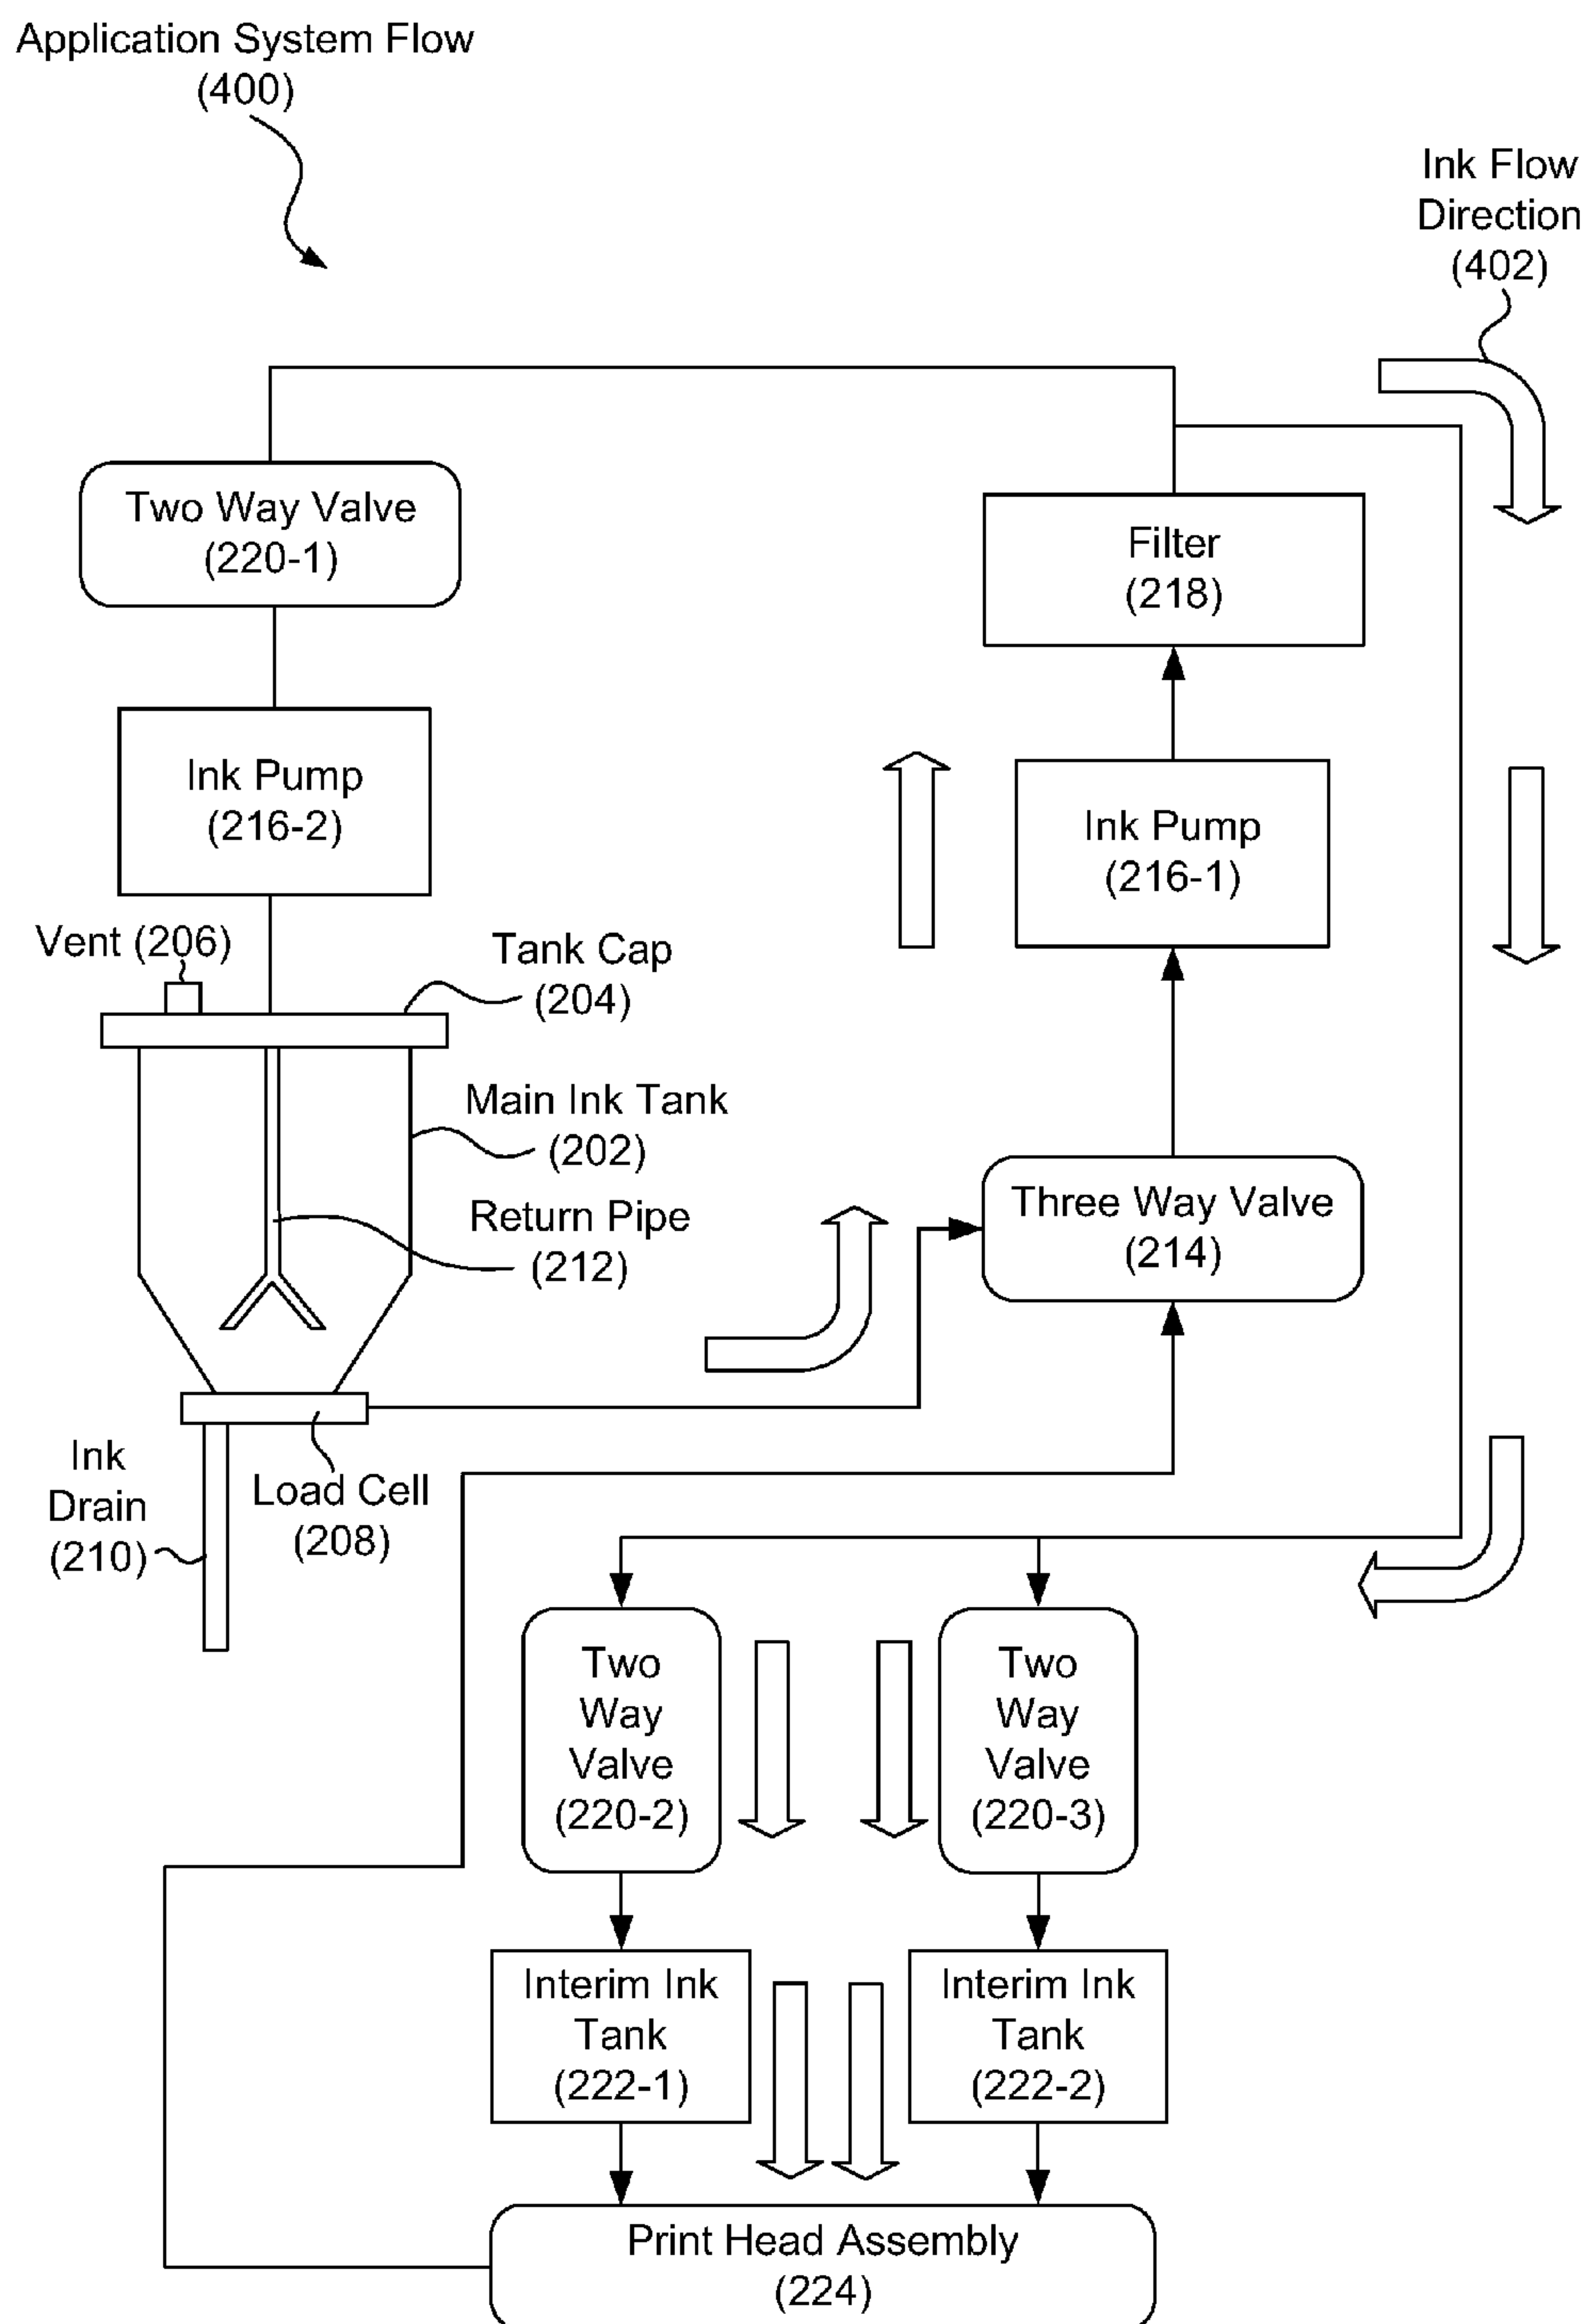 Application System Flow
(400)
Ink Flow
Direction
(402)
Two Way Valve
(220-1)
Filter
(218)
Ink Pump
(216-2)
Ink Pump
(216-1)
Vent (206)
Tank Cap
(204)
Main Ink Tank
(202)
Return Pipe
(212)
Three Way Valve
(214)
Ink
Drain
(210)
Load Cell
(208)
Two
Way
Valve
(220-2)
Two
Way
Valve
(220-3)
Interim Ink
Tank
(222-1)
Interim Ink
Tank
(222-2)
Print Head Assembly
(224)